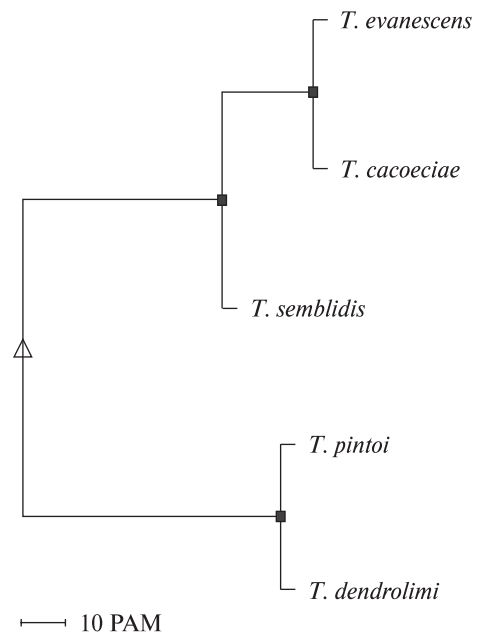 T. evanescens
T. cacoeciae
T. semblidis
T. pintoi
T. dendrolimi
10 PAM